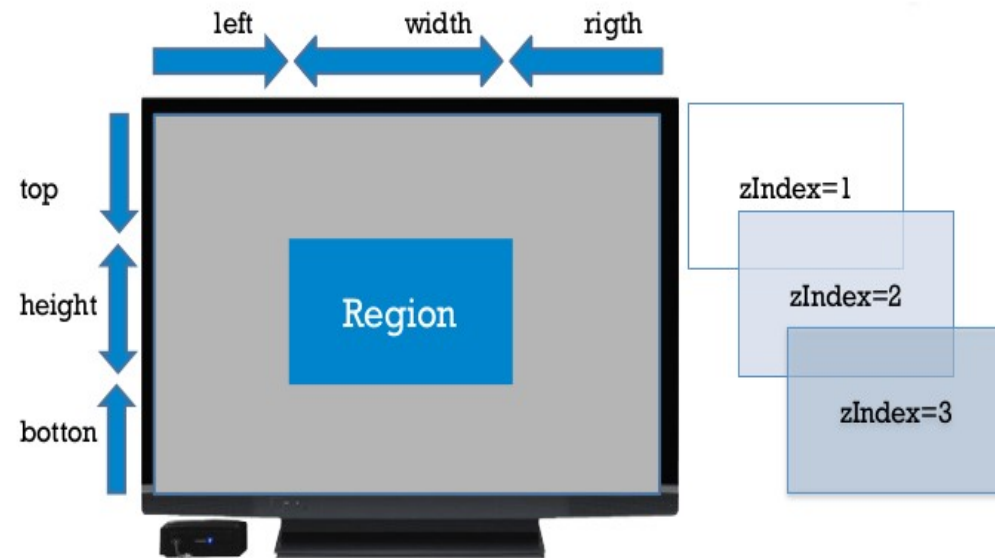 left width rigth
top
zIndex=1
height
Region
zIndex=2
botton
zIndex=3